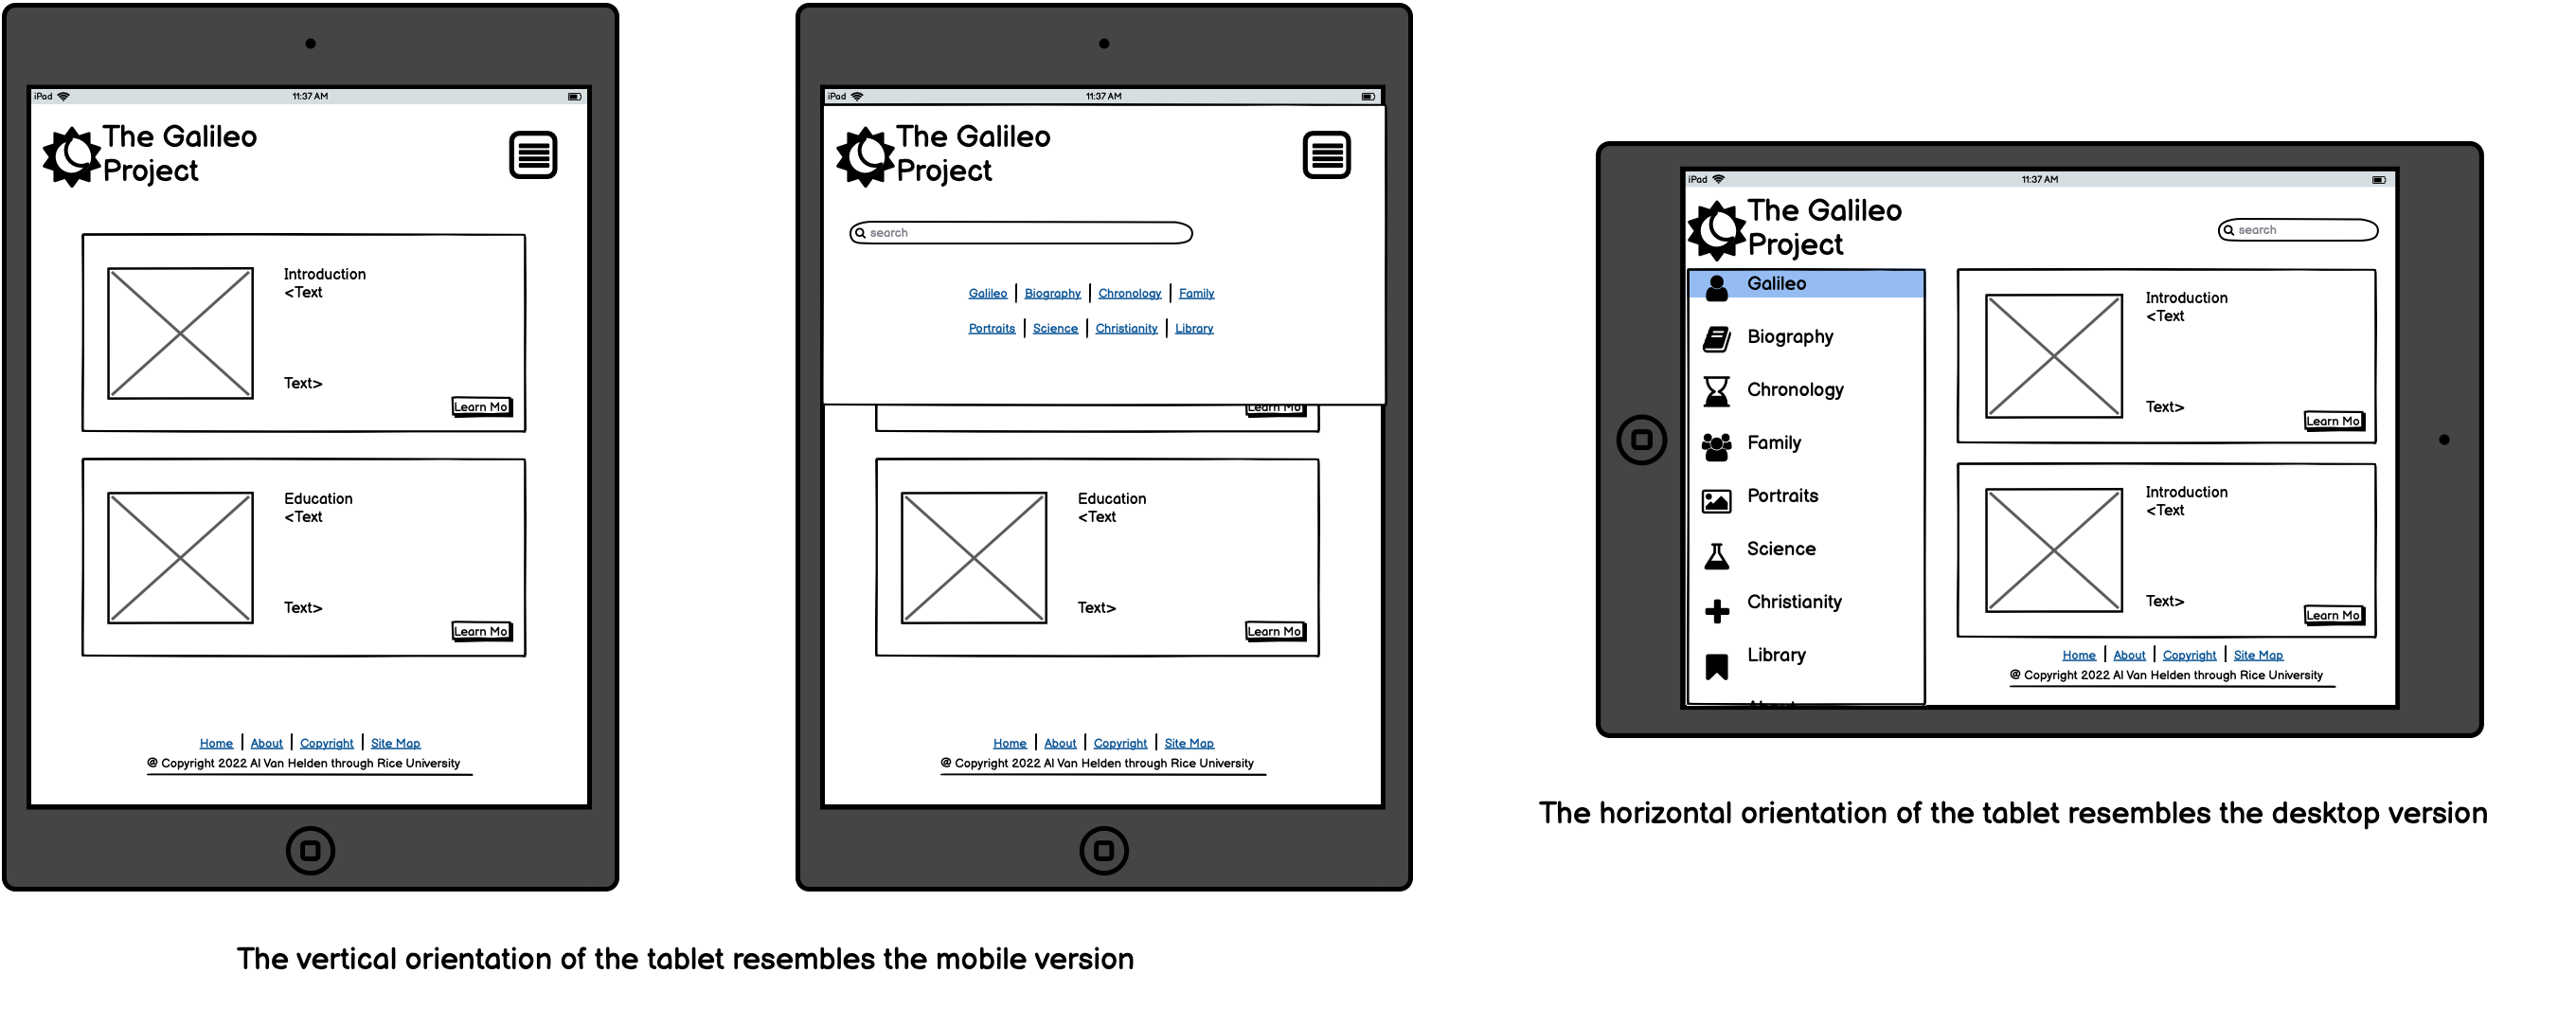 iPad 11:37 AM
The Galileo
Project
Introduction
<Text
Text>
Learn Mo
Education
<Text
Text>
Learn Mo
Home | About | Copyright | Site Map
@ Copyright 2022 Al Van Helden through Rice University
iPad 11:37 AM
The Galileo
Project
search
Galileo | Biography | Chronology | Family
Portraits | Science | Christianity | Library
Learn Mo
Education
<Text
Text>
Learn Mo
Home | About | Copyright | Site Map
@ Copyright 2022 Al Van Helden through Rice University
The vertical orientation of the tablet resembles the mobile version
iPad 11:37 AM
The Galileo
Project
search
Galileo
Biography
Chronology
Family
Portraits
Science
Christianity
Library
Introduction
<Text
Text>
Learn Mo
Introduction
<Text
Text>
Learn Mo
Home | About | Copyright | Site Map
@ Copyright 2022 Al Van Helden through Rice University
The horizontal orientation of the tablet resembles the desktop version